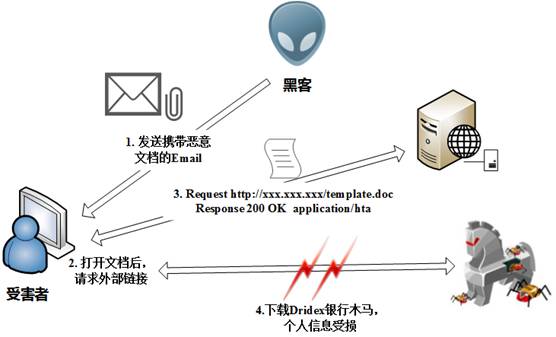 黑客
1. 发送携带恶意
文档的Email
3. Request http://xxx.xxx.xxx/template.doc
Response 200 OK application/hta
2. 打开文档后，
请求外部链接
受害者
4.下载Dridex银行木马，
个人信息受损